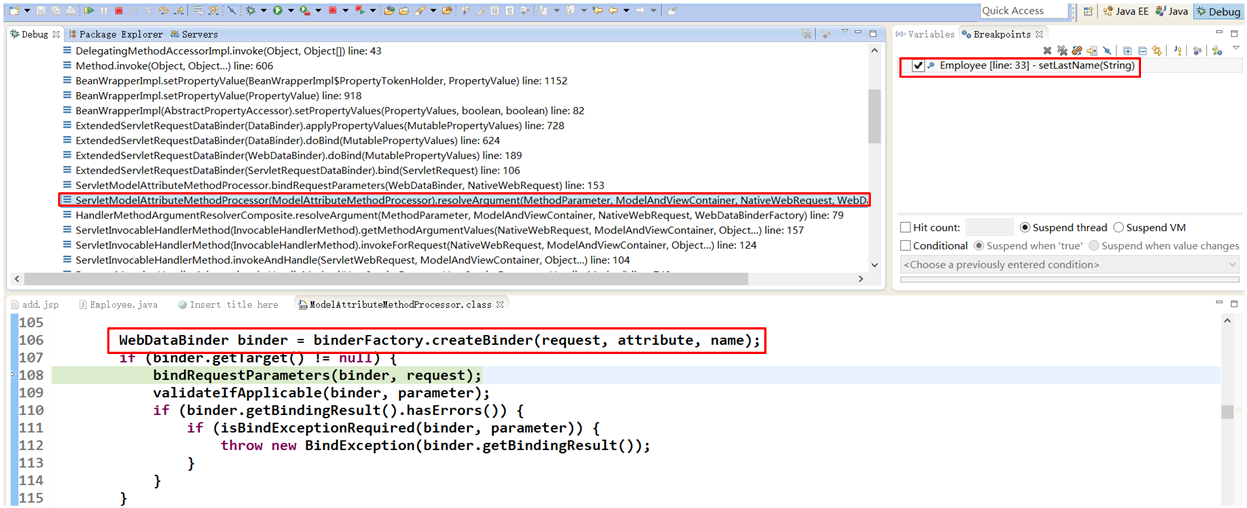 Quick Access
Java EE
Java
Debug
Debug
Package Explorer
Servers
DelegatingMethodAccessorImpl.invoke(Object, Object[]) line: 43
Method.invoke(Object, Object...) line: 606
BeanWrapperImpl.setPropertyValue(BeanWrapperImpl$PropertyTokenHolder, PropertyValue) line: 1152
BeanWrapperImpl.setPropertyValue(PropertyValue) line: 918
BeanWrapperImpl(AbstractPropertyAccessor).setPropertyValues(PropertyValues, boolean, boolean) line: 82
ExtendedServletRequestDataBinder(DataBinder).applyPropertyValues(MutablePropertyValues) line: 728
ExtendedServletRequestDataBinder(DataBinder).doBind(MutablePropertyValues) line: 624
ExtendedServletRequestDataBinder(WebDataBinder).doBind(MutablePropertyValues) line: 189
ExtendedServletRequestDataBinder(ServletRequestDataBinder).bind(ServletRequest) line: 106
ServletModelAttributeMethodProcessor.bindRequestParameters(WebDataBinder, NativeWebRequest) line: 153
ServletModelAttributeMethodProcessor(ModelAttributeMethodProcessor).resolveArgument(MethodParameter, ModelAndViewContainer, NativeWebRequest, WebD
HandlerMethodArgumentResolverComposite.resolveArgument(MethodParameter, ModelAndViewContainer, NativeWebRequest, WebDataBinderFactory) line: 79
ServletInvocableHandlerMethod(InvocableHandlerMethod).getMethodArgumentValues(NativeWebRequest, ModelAndViewContainer, Object...) line: 157
ServletInvocableHandlerMethod(InvocableHandlerMethod).invokeForRequest(NativeWebRequest, ModelAndViewContainer, Object...) line: 124
ServletInvocableHandlerMethod.invokeAndHandle(ServletWebRequest, ModelAndViewContainer, Object...) line: 104
Variables
Breakpoints
Employee [line: 33] - setLastName(String)
Hit count:
Suspend thread
Suspend VM
Conditional
Suspend when 'true'
Suspend when value changes
<Choose a previously entered condition>
add.jsp
Employee.java
Insert title here
ModelAttributeMethodProcessor.class
105
106 WebDataBinder binder = binderFactory.createBinder(request, attribute, name);
107 if (binder.getTarget() != null) {
108 bindRequestParameters(binder, request);
109 validateIfApplicable(binder, parameter);
110 if (binder.getBindingResult().hasErrors()) {
111 if (isBindExceptionRequired(binder, parameter)) {
112 throw new BindException(binder.getBindingResult());
113 }
114 }
115 }